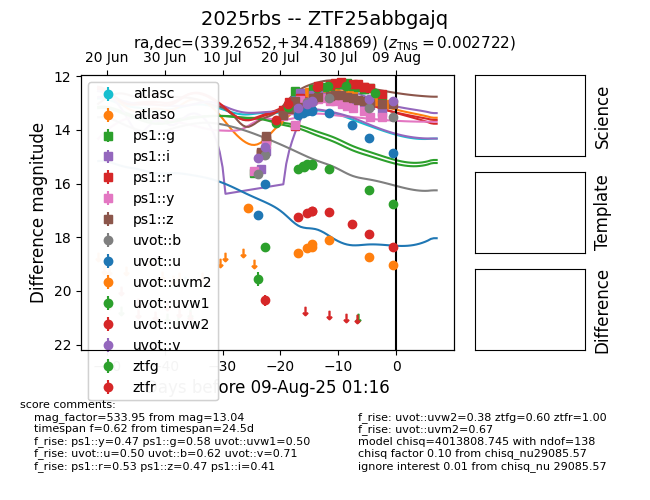 2025rbs -- ZTF25abbgajq
ra,dec=(339.2652,+34.418869) (z_TNS = 0.002722)
20 Jun 30 Jun 10 Jul 20 Jul 30 Jul 09 Aug
12
14
16
18
20
22
Difference magnitude
atlasc
atlaso
ps1::g
ps1::i
ps1::r
ps1::y
ps1::z
uvot::b
uvot::u
uvot::uvm2
uvot::uvw1
uvot::uvw2
uvot::v
ztfg
ztfr
−30 −20 −10 0
before 09-Aug-25 01:16
Science
Template
Difference
score comments:
mag_factor=533.95 from mag=13.04
timespan f=0.62 from timespan=24.5d
f_rise: ps1::y=0.47 ps1::g=0.58 uvot::uvw1=0.50
f_rise: uvot::u=0.50 uvot::b=0.62 uvot::v=0.71
f_rise: ps1::r=0.53 ps1::z=0.47 ps1::i=0.41
f_rise: uvot::uvw2=0.38 ztfg=0.60 ztfr=1.00
f_rise: uvot::uvm2=0.67
model chisq=4013808.745 with ndof=138
chisq factor 0.10 from chisq_nu29085.57
ignore interest 0.01 from chisq_nu 29085.57